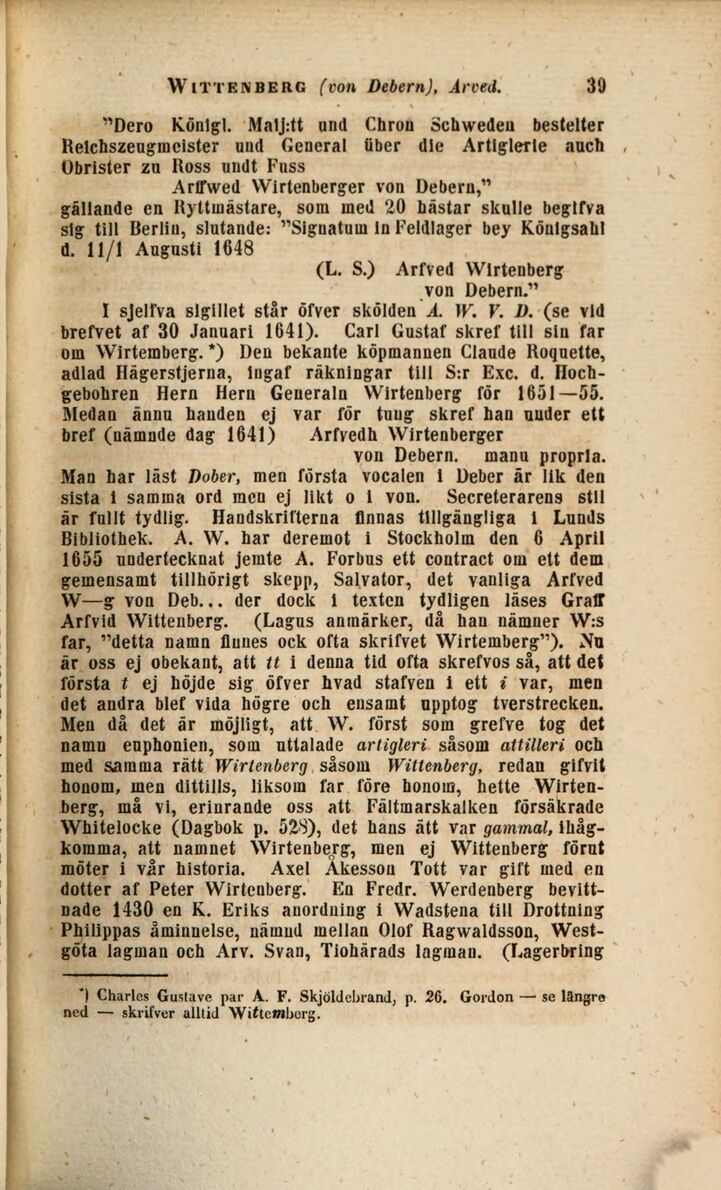 WITTENBERG (von Debern), Arved. 39
"Dero Königl. Maij:tt und Chron Schweden bestelter
Reichszeugmeister und General über die Artiglerie auch
Obrister zu Ross undt Fuss
Arffwed Wirtenberger von Debern,"
gällande en Ryttmästare, som med 20 hästar skulle begifva
sig till Berlin, slutande: "Signatum in Feldlager bey Königsahl
d. 11/1 Augusti 1648
(L. S.) Arfved Wirtenberg
von Debern."
I sjelfva sigillet står öfver skölden A. W. V. D. (se vid
brefvet af 30 Januari 1641). Carl Gustaf skref till sin far
om Wirtemberg.*) Den bekante köpmannen Claude Roquette,
adlad Hägerstjerna, ingaf räkningar till S:r Exc. d. Hoch-
gebohren Hern Hern Generaln Wirtenberg för 1651—55.
Medan ännu handen ej var för tung skref han under ett
bref (nämnde dag 1641) Arfvedh Wirtenberger
von Debern. manu propria.
Man har läst Dober, men första vocalen i Deber är lik den
sista i samma ord men ej likt o i von. Secreterarens stil
är fullt tydlig. Handskrifterna finnas tillgängliga i Lunds
Bibliothek. A. W. har deremot i Stockholm den 6 April
1655 undertecknat jemte A. Forbus ett contract om ett dem
gemensamt tillhörigt skepp, Salvator, det vanliga Arfved
W—g von Deb... der dock i texten tydligen läses Graff
Arfvid Wittenberg. (Lagus anmärker, då han nämner W:s
far, "detta namn finnes ock ofta skrifvet Wirtemberg"). Nu
är oss ej obekant, att tt i denna tid ofta skrefvos så, att det
första t ej höjde sig öfver hvad stafven i ett i var, men
det andra blef vida högre och ensamt upptog tverstrecken.
Men då det är möjligt, att W. först som grefve tog det
namn euphonien, som uttalade artigleri såsom attilleri och
med samma rätt Wirtenberg såsom Wittenberg, redan gifvit
honom, men dittills, liksom far före honom, hette Wirten-
berg, må vi, erinrande oss att Fältmarskalken försäkrade
Whitelocke (Dagbok p. 528), det hans ätt var gammal, ihåg-
komma, att namnet Wirtenberg, men ej Wittenberg förut
möter i vår historia. Axel Åkesson Tott var gift med en
dotter af Peter Wirtenberg. En Fredr. Werdenberg bevitt-
nade 1430 en K. Eriks anordning i Wadstena till Drottning
Philippas åminnelse, nämnd mellan Olof Ragwaldsson, West-
göta lagman och Arv. Svan, Tiohärads lagman. (Lagerbring
*) Charles Gustave par A. F. Skjöldebrand, p. 26. Gordon — se längre
ned — skrifver alltid Wittemberg.